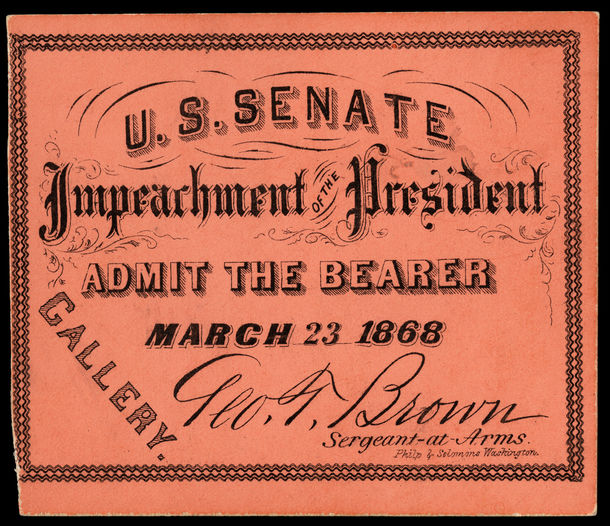 U.S. SENATE
Impeachment OF THE President
ADMIT THE BEARER
GALLERY.
MARCH 23 1868
Geo. T. Brown
Sergeant-at-Arms.
Philp & Solomons Washington.